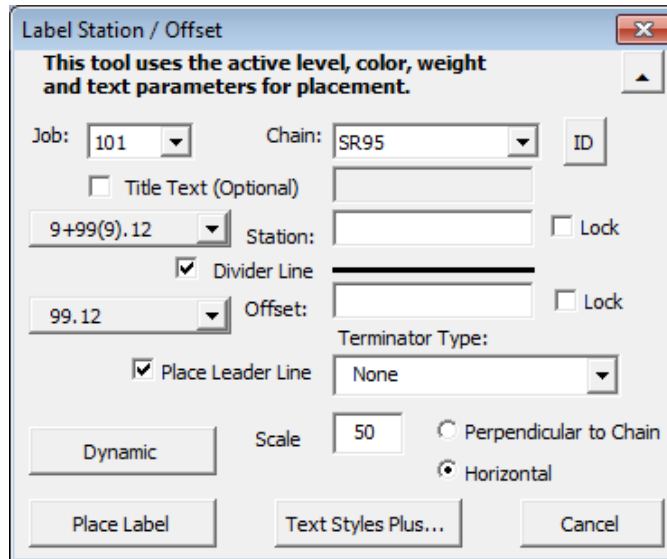 Label Station / Offset
This tool uses the active level, color, weight
and text parameters for placement.
Job: 101 Chain: SR95 ID
Title Text (Optional)
9+99(9).12 Station: Lock
Divider Line
99.12 Offset: Lock
Terminator Type:
Place Leader Line None
Dynamic Scale 50 Perpendicular to Chain
Horizontal
Place Label Text Styles Plus... Cancel